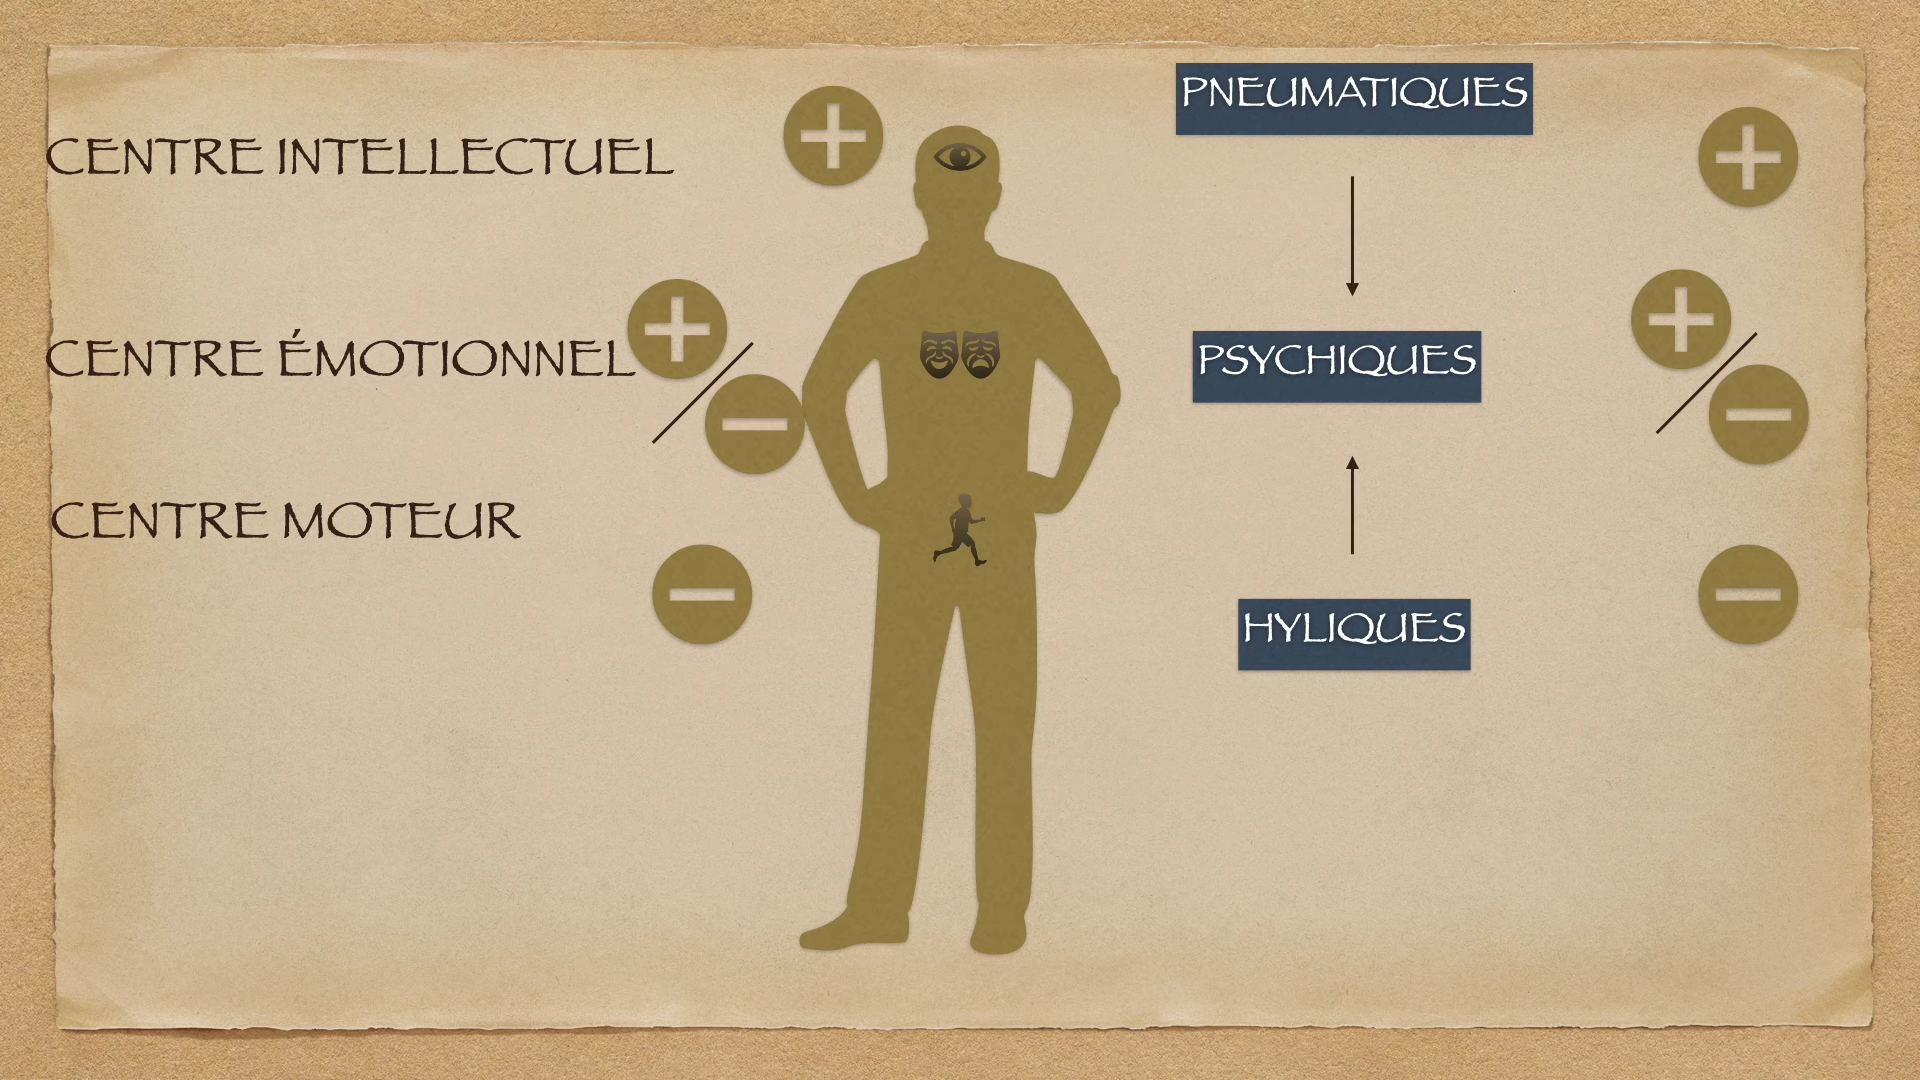 CENTRE INTELLECTUEL
CENTRE ÉMOTIONNEL
CENTRE MOTEUR
PNEUMATIQUES
PSYCHIQUES
HYLIQUES